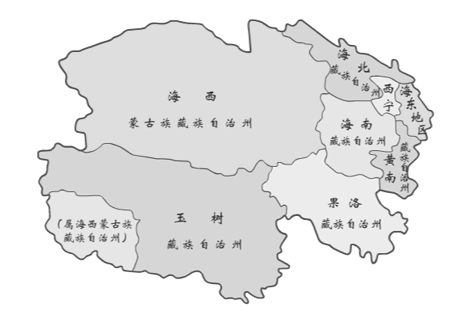 海西
蒙古族藏族自治州
海北
藏族自治州
西宁
海东地区
海南
藏族自治州
黄南
藏族自治州
果洛
藏族自治州
玉树
藏族自治州
(属海西蒙古族
藏族自治州)